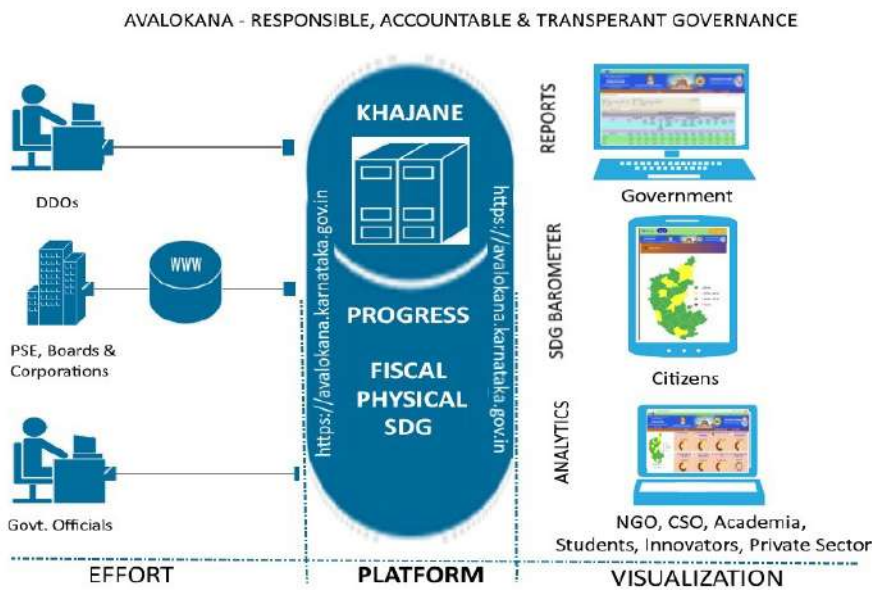 AVALOKANA - RESPONSIBLE, ACCOUNTABLE & TRANSPERANT GOVERNANCE
DDOs
WWW
PSE, Boards &
Corporations
Govt. Officials
EFFORT
KHAJANE
https://avalokana.karnataka.gov.in
https://avalokana.karnataka.gov.in
PROGRESS
FISCAL
PHYSICAL
SDG
PLATFORM
REPORTS
Government
SDG BAROMETER
Citizens
ANALYTICS
NGO, CSO, Academia,
Students, Innovators, Private Sector
VISUALIZATION